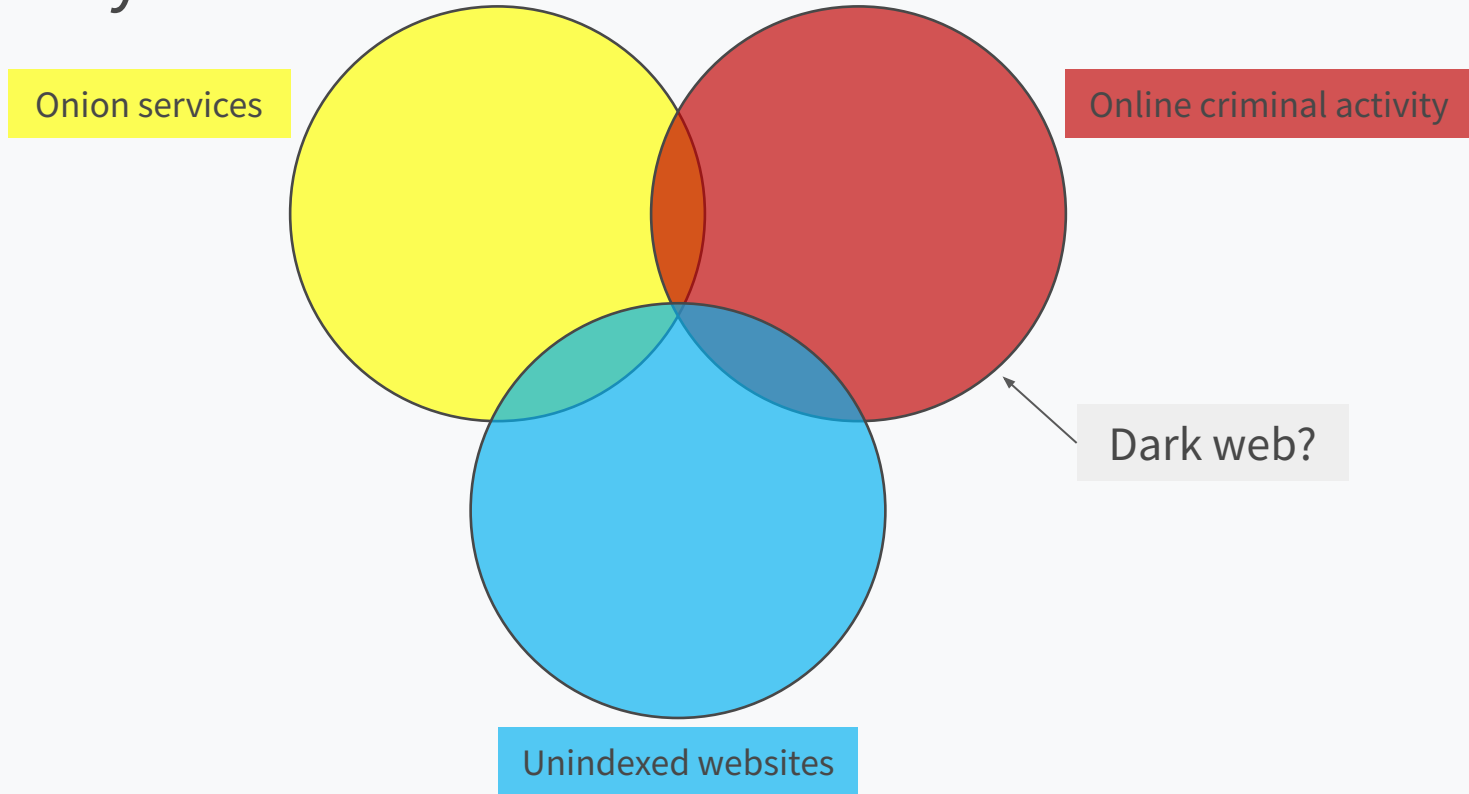 Onion services
Online criminal activity
Dark web?
Unindexed websites